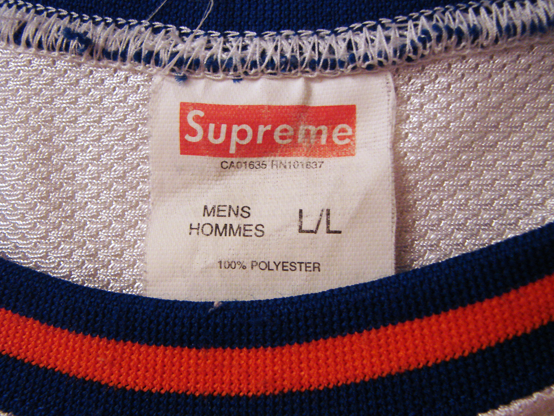 Supreme
CA01635 RN101837
MENS L/L
HOMMES
100% POLYESTER